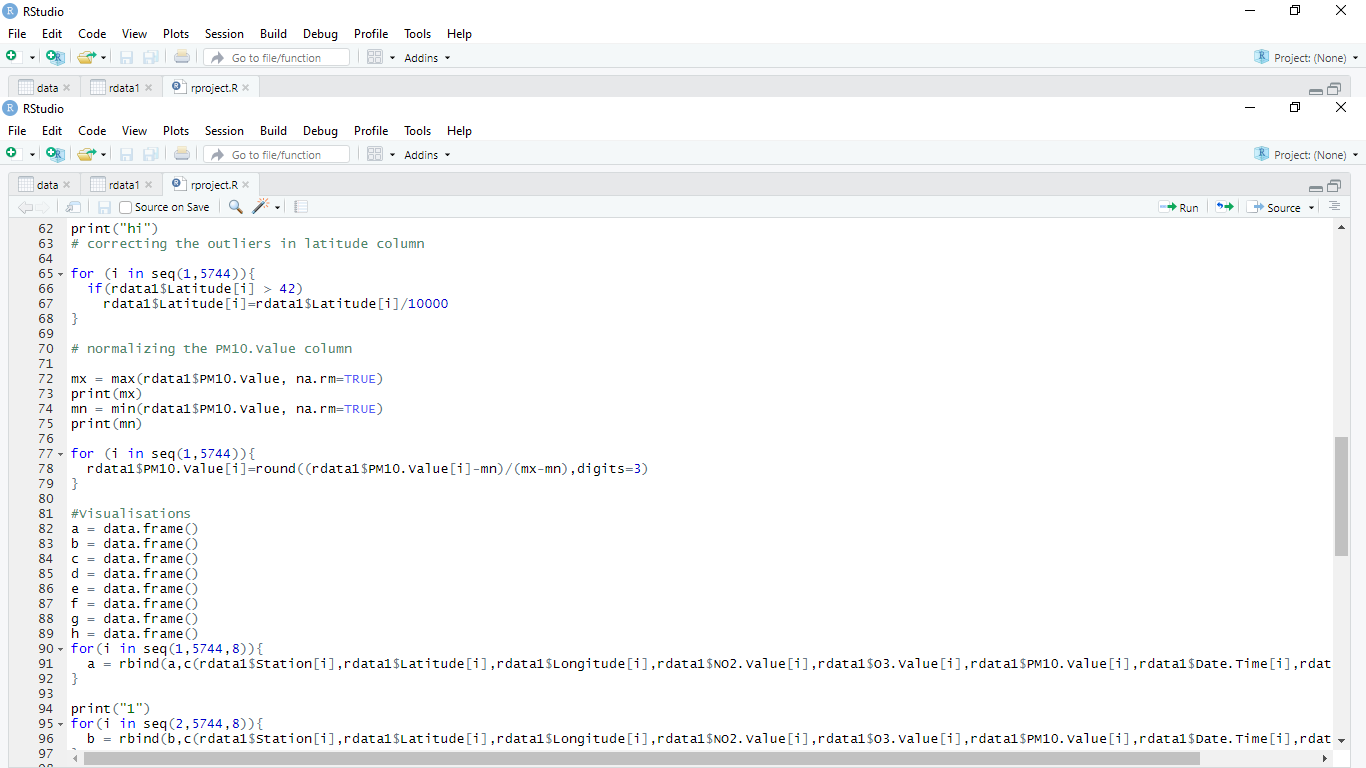 RStudio
File Edit Code View Plots Session Build Debug Profile Tools Help
Go to file/function Addins Project: (None)
data rdata1 rproject.R
RStudio
File Edit Code View Plots Session Build Debug Profile Tools Help
Go to file/function Addins Project: (None)
data rdata1 rproject.R
Source on Save Run Source
62 print("hi")
63 # correcting the outliers in latitude column
64
65 for (i in seq(1,5744)){
66 if(rdata1$Latitude[i] > 42)
67 rdata1$Latitude[i]=rdata1$Latitude[i]/10000
68 }
69
70 # normalizing the PM10.Value column
71
72 mx = max(rdata1$PM10.Value, na.rm=TRUE)
73 print(mx)
74 mn = min(rdata1$PM10.Value, na.rm=TRUE)
75 print(mn)
76
77 for (i in seq(1,5744)){
78 rdata1$PM10.Value[i]=round((rdata1$PM10.Value[i]-mn)/(mx-mn),digits=3)
79 }
80
81 #Visualisations
82 a = data.frame()
83 b = data.frame()
84 c = data.frame()
85 d = data.frame()
86 e = data.frame()
87 f = data.frame()
88 g = data.frame()
89 h = data.frame()
90 for(i in seq(1,5744,8)){
91 a = rbind(a,c(rdata1$Station[i],rdata1$Latitude[i],rdata1$Longitude[i],rdata1$NO2.Value[i],rdata1$O3.Value[i],rdata1$PM10.Value[i],rdata1$Date.Time[i],rdat
92 }
93
94 print("1")
95 for(i in seq(2,5744,8)){
96 b = rbind(b,c(rdata1$Station[i],rdata1$Latitude[i],rdata1$Longitude[i],rdata1$NO2.Value[i],rdata1$O3.Value[i],rdata1$PM10.Value[i],rdata1$Date.Time[i],rdat
97